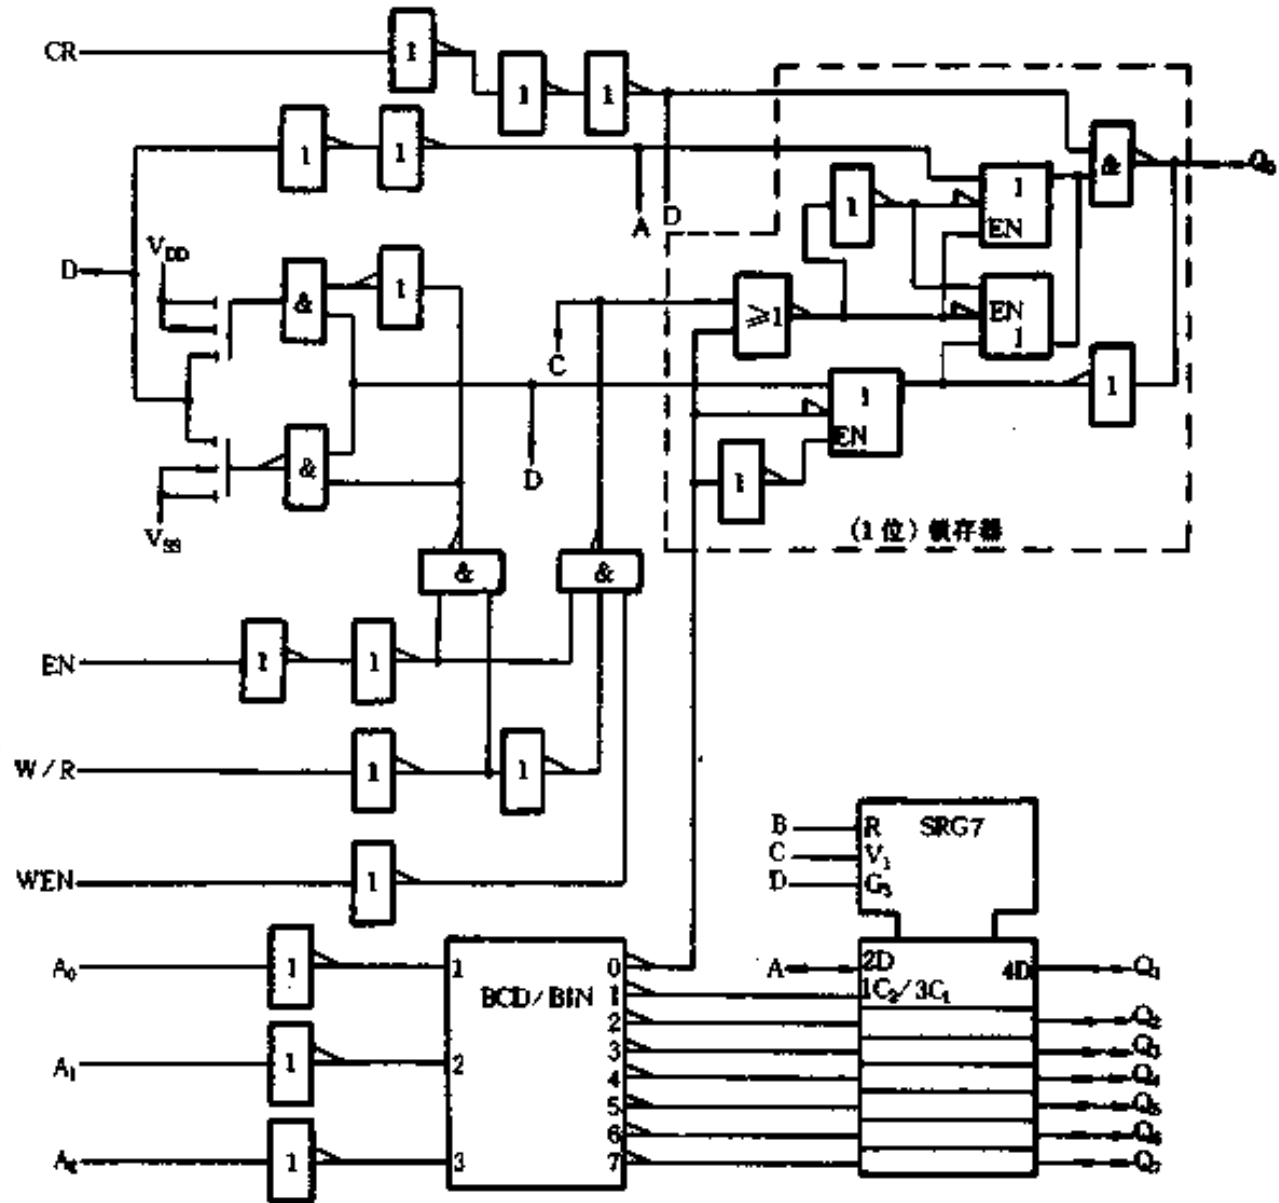 CR
1
1
1
1
1
A
D
&
Q₀
1
1
EN
D
V_DD
&
1
C
≥1
EN
1
1
1
EN
&
V_SS
D
1
(1 位) 锁存器
&
&
EN
1
1
W/R
1
1
WEN
1
B
C
D
R
V₁
G₃
SRG7
A₀
1
1
BCD/BIN
0
A
2D
1C₂/3C₁
4D
Q₁
1
2
Q₂
A₁
1
2
3
Q₃
4
Q₄
5
Q₅
6
Q₆
A₂
1
3
7
Q₇